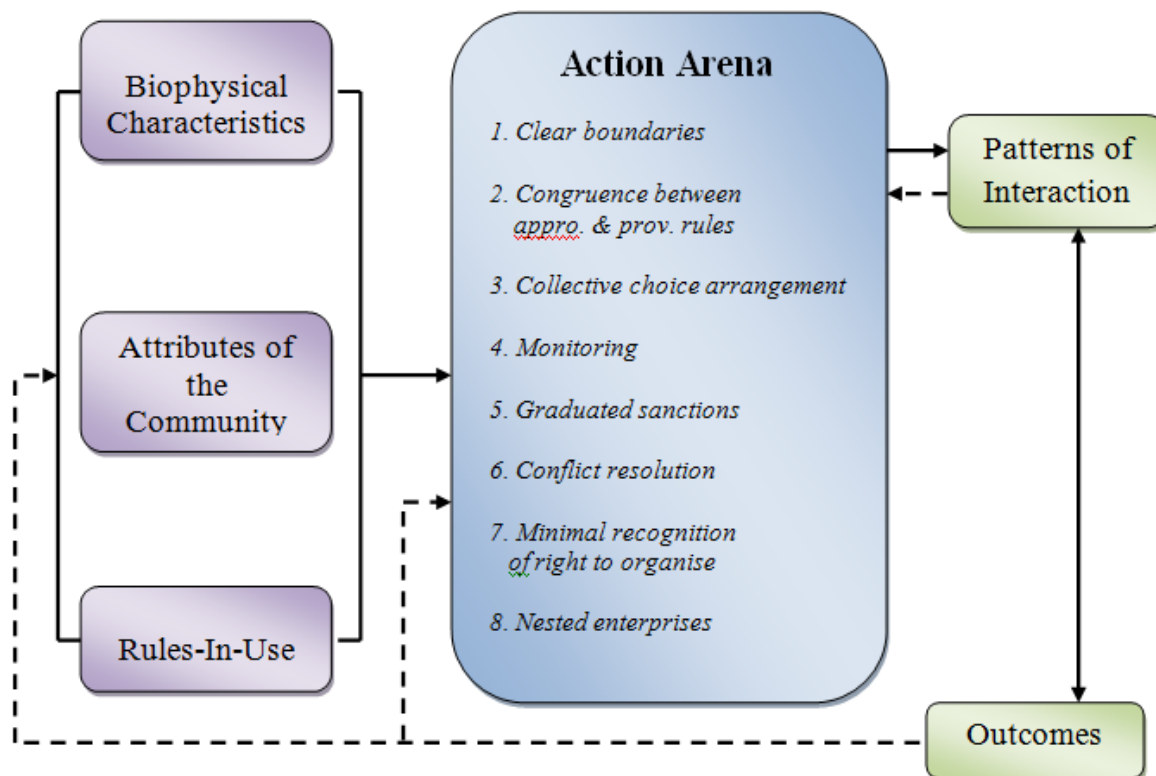 Biophysical
Characteristics
Attributes of
the
Community
Rules-In-Use
Action Arena
1. Clear boundaries
2. Congruence between
appro. & prov. rules
3. Collective choice arrangement
4. Monitoring
5. Graduated sanctions
6. Conflict resolution
7. Minimal recognition
of right to organise
8. Nested enterprises
Patterns of
Interaction
Outcomes